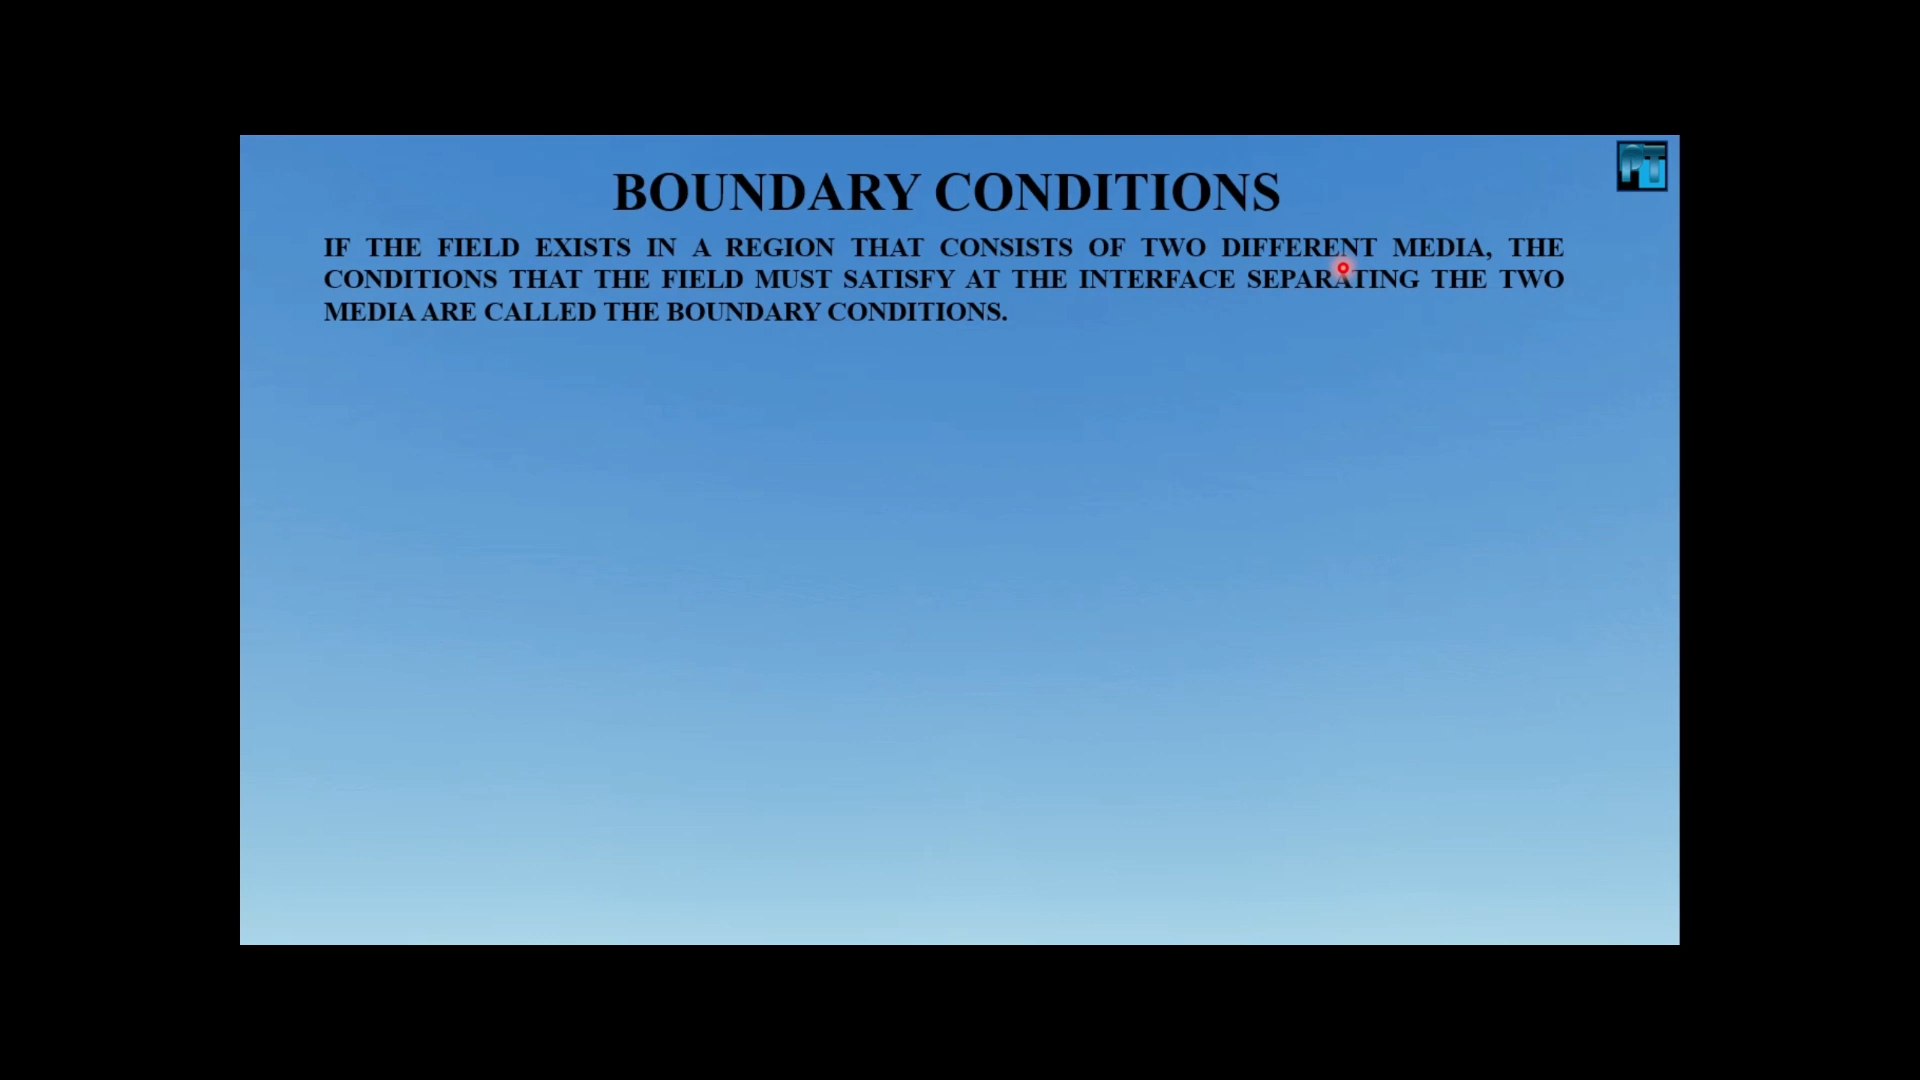 PT
BOUNDARY CONDITIONS
IF THE FIELD EXISTS IN A REGION THAT CONSISTS OF TWO DIFFERENT MEDIA, THE
CONDITIONS THAT THE FIELD MUST SATISFY AT THE INTERFACE SEPARATING THE TWO
MEDIA ARE CALLED THE BOUNDARY CONDITIONS.